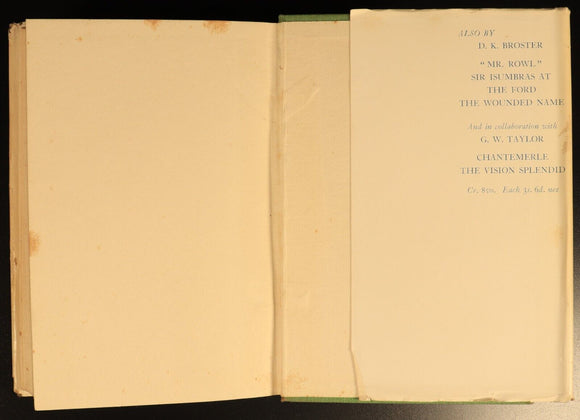 ALSO BY
D. K. BROSTER
"MR. ROWL"
SIR ISUMBRAS AT
THE FORD
THE WOUNDED NAME
And in collaboration with
G. W. TAYLOR
CHANTEMERLE
THE VISION SPLENDID
Cr. 8vo. Each 3s. 6d. net